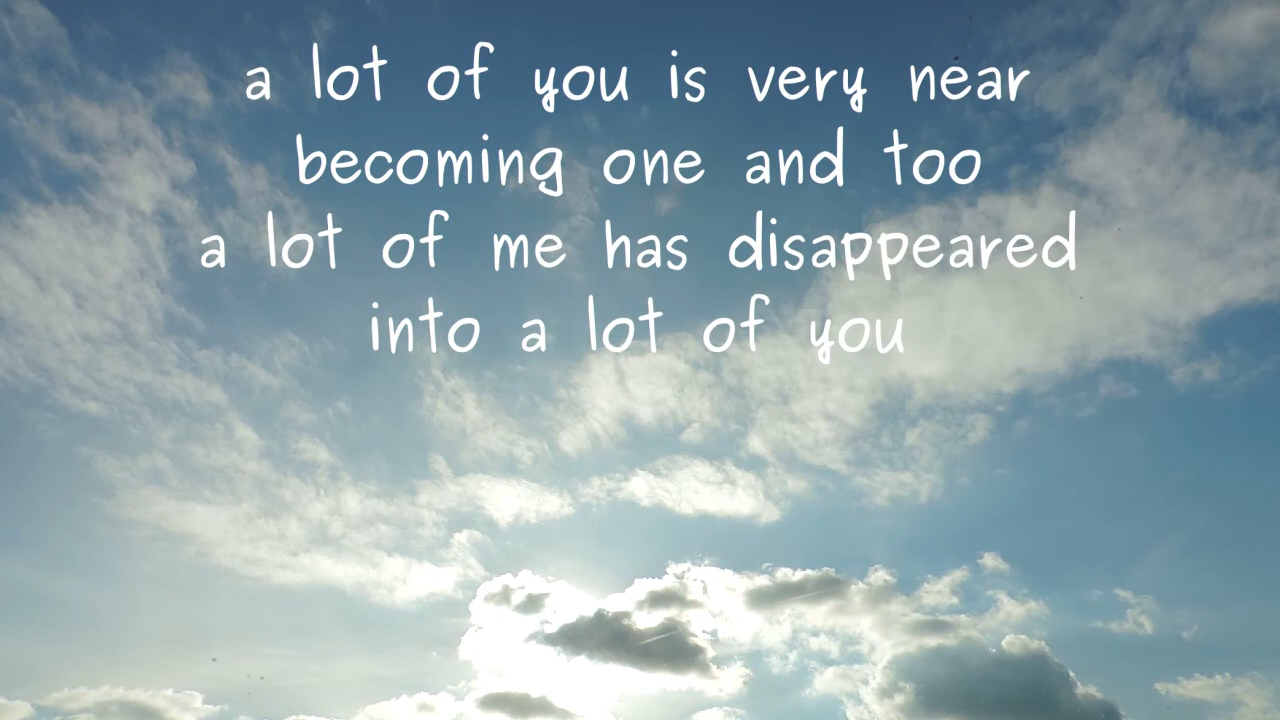 a lot of you is very near
becoming one and too
a lot of me has disappeared
into a lot of you